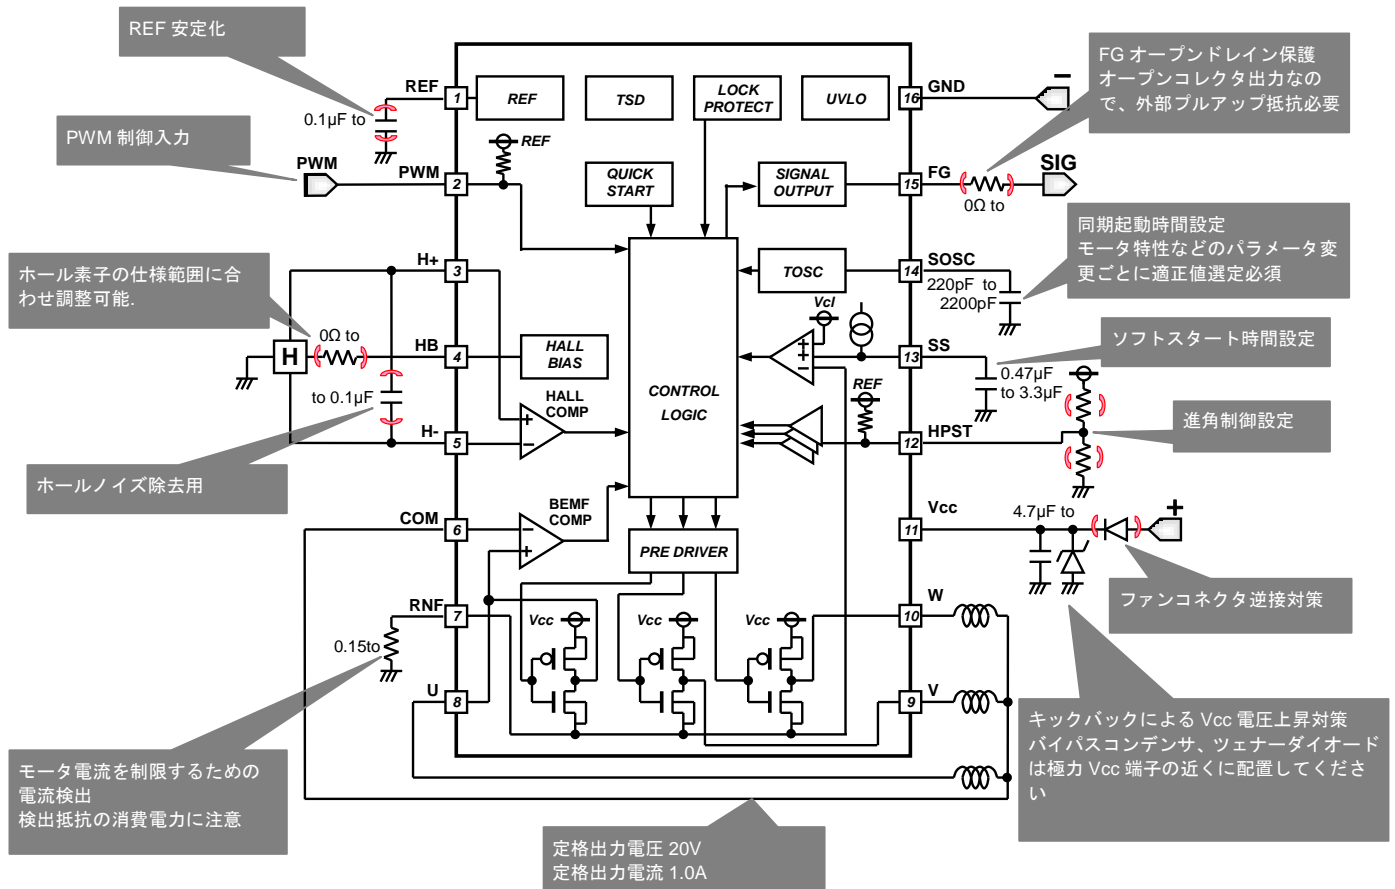 REF 安定化
FG オープンドレイン保護
オープンコレクタ出力なの
で、外部プルアップ抵抗必要
PWM 制御入力
REF
1
0.1µF to
REF
TSD
LOCK
PROTECT
UVLO
16
GND
−
PWM
PWM
2
REF
QUICK
START
SIGNAL
OUTPUT
15
FG
SIG
0Ω to
同期起動時間設定
モータ特性などのパラメータ変
更ごとに適正値選定必須
ホール素子の仕様範囲に合
わせ調整可能.
H+
3
TOSC
14
SOSC
220pF to
2200pF
Vcl
0Ω to
H
HB
4
HALL
BIAS
+
+
−
13
SS
0.47µF
to 3.3µF
ソフトスタート時間設定
to 0.1µF
HALL
COMP
CONTROL
LOGIC
REF
H-
5
+
−
12
HPST
進角制御設定
ホールノイズ除去用
COM
6
BEMF
COMP
−
+
PRE DRIVER
11
Vcc
4.7µF to
+
ファンコネクタ逆接対策
RNF
7
0.15to
Vcc
Vcc
Vcc
W
10
U
8
V
9
キックバックによる Vcc 電圧上昇対策
バイパスコンデンサ、ツェナーダイオード
は極力 Vcc 端子の近くに配置してくださ
い
モータ電流を制限するための
電流検出
検出抵抗の消費電力に注意
定格出力電圧 20V
定格出力電流 1.0A